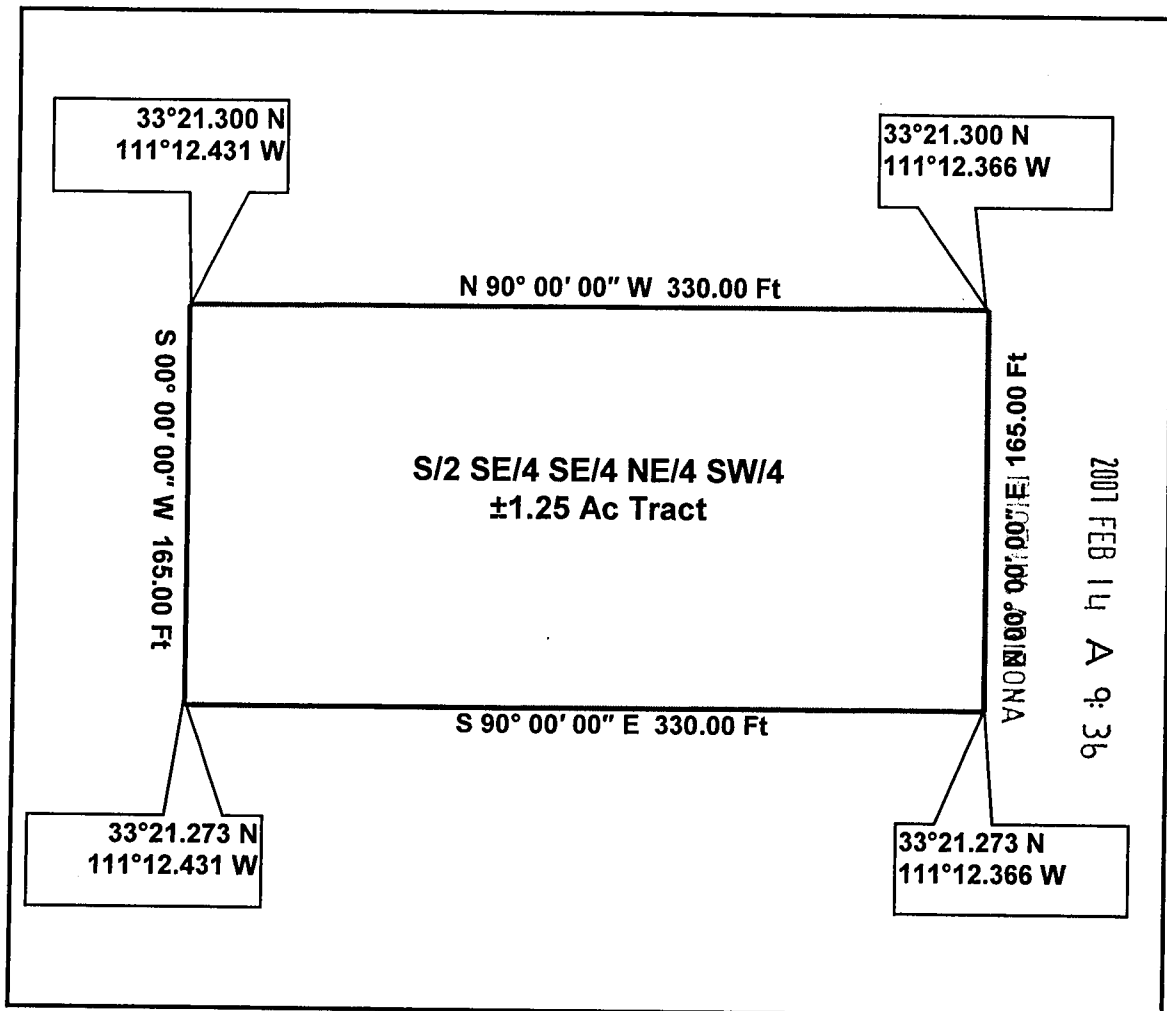 33°21.300 N
111°12.431 W
33°21.300 N
111°12.366 W
N 90° 00' 00" W 330.00 Ft
S 00° 00' 00" W 165.00 Ft
S/2 SE/4 SE/4 NE/4 SW/4
±1.25 Ac Tract
N 00° 00' 00" E 165.00 Ft
2007 FEB 14 A 9:36
S 90° 00' 00" E 330.00 Ft
33°21.273 N
111°12.431 W
33°21.273 N
111°12.366 W